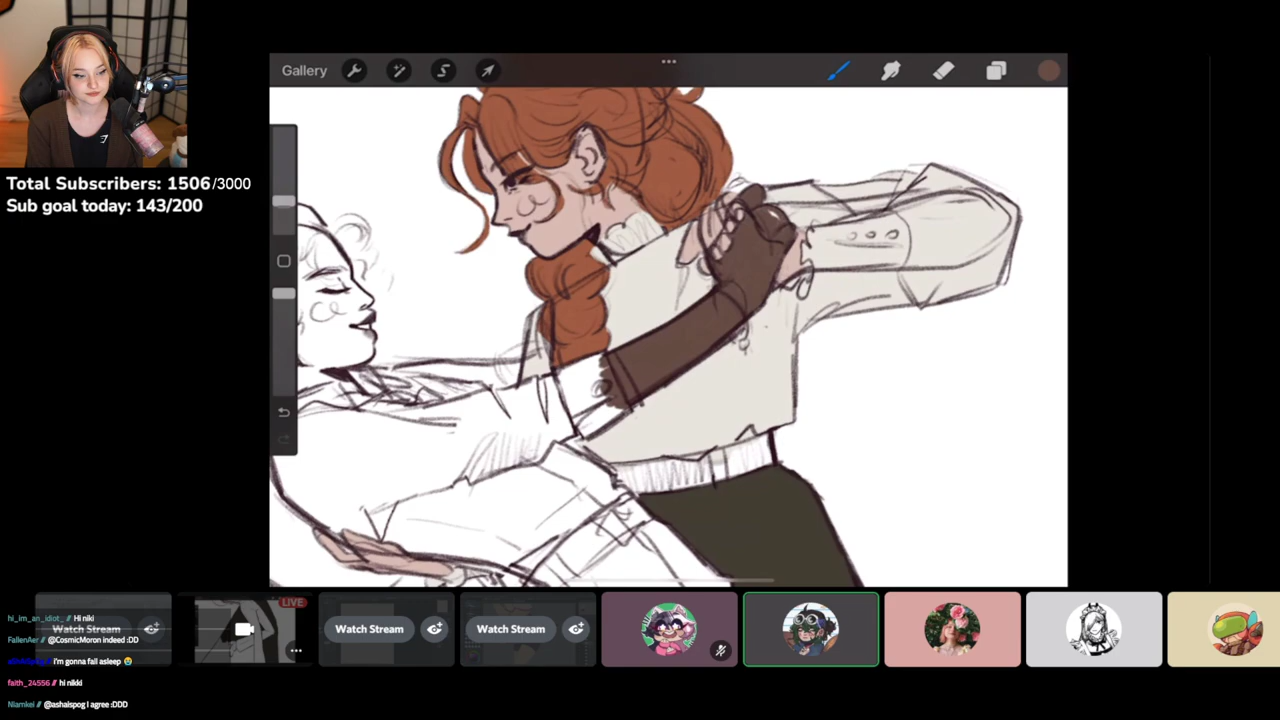 Gallery
Total Subscribers: 1506/3000
Sub goal today: 143/200
LIVE
Watch Stream
Watch Stream
Watch Stream
hi_im_an_idiot_ // Hi niki
FallenAer // @CosmicMoron indeed :DD
// i'm gonna fall asleep 😭
faith_24556 // hi nikki
Niamkei // @ashaispog I agree :DDD